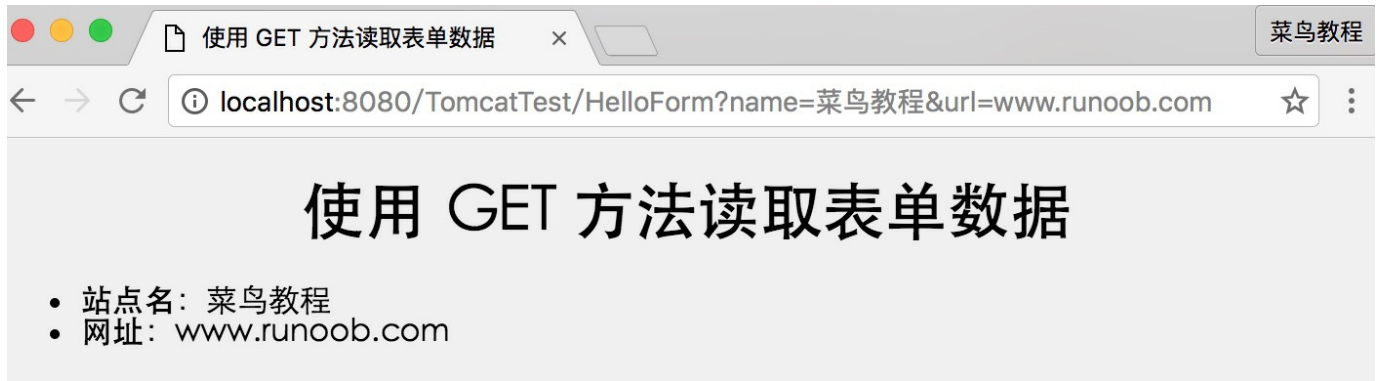 使用 GET 方法读取表单数据
菜鸟教程
localhost:8080/TomcatTest/HelloForm?name=菜鸟教程&url=www.runoob.com
使用 GET 方法读取表单数据
站点名：菜鸟教程
网址：www.runoob.com